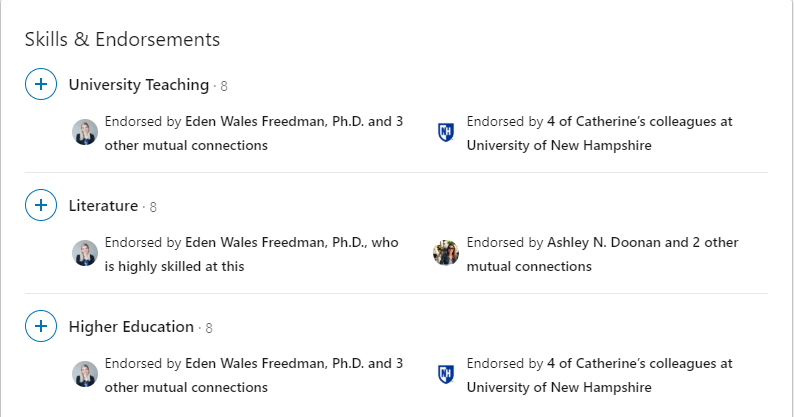 Skills & Endorsements
University Teaching · 8
Endorsed by Eden Wales Freedman, Ph.D. and 3
other mutual connections
NH
Endorsed by 4 of Catherine's colleagues at
University of New Hampshire
Literature · 8
Endorsed by Eden Wales Freedman, Ph.D., who
is highly skilled at this
Endorsed by Ashley N. Doonan and 2 other
mutual connections
Higher Education · 8
Endorsed by Eden Wales Freedman, Ph.D. and 3
other mutual connections
NH
Endorsed by 4 of Catherine's colleagues at
University of New Hampshire